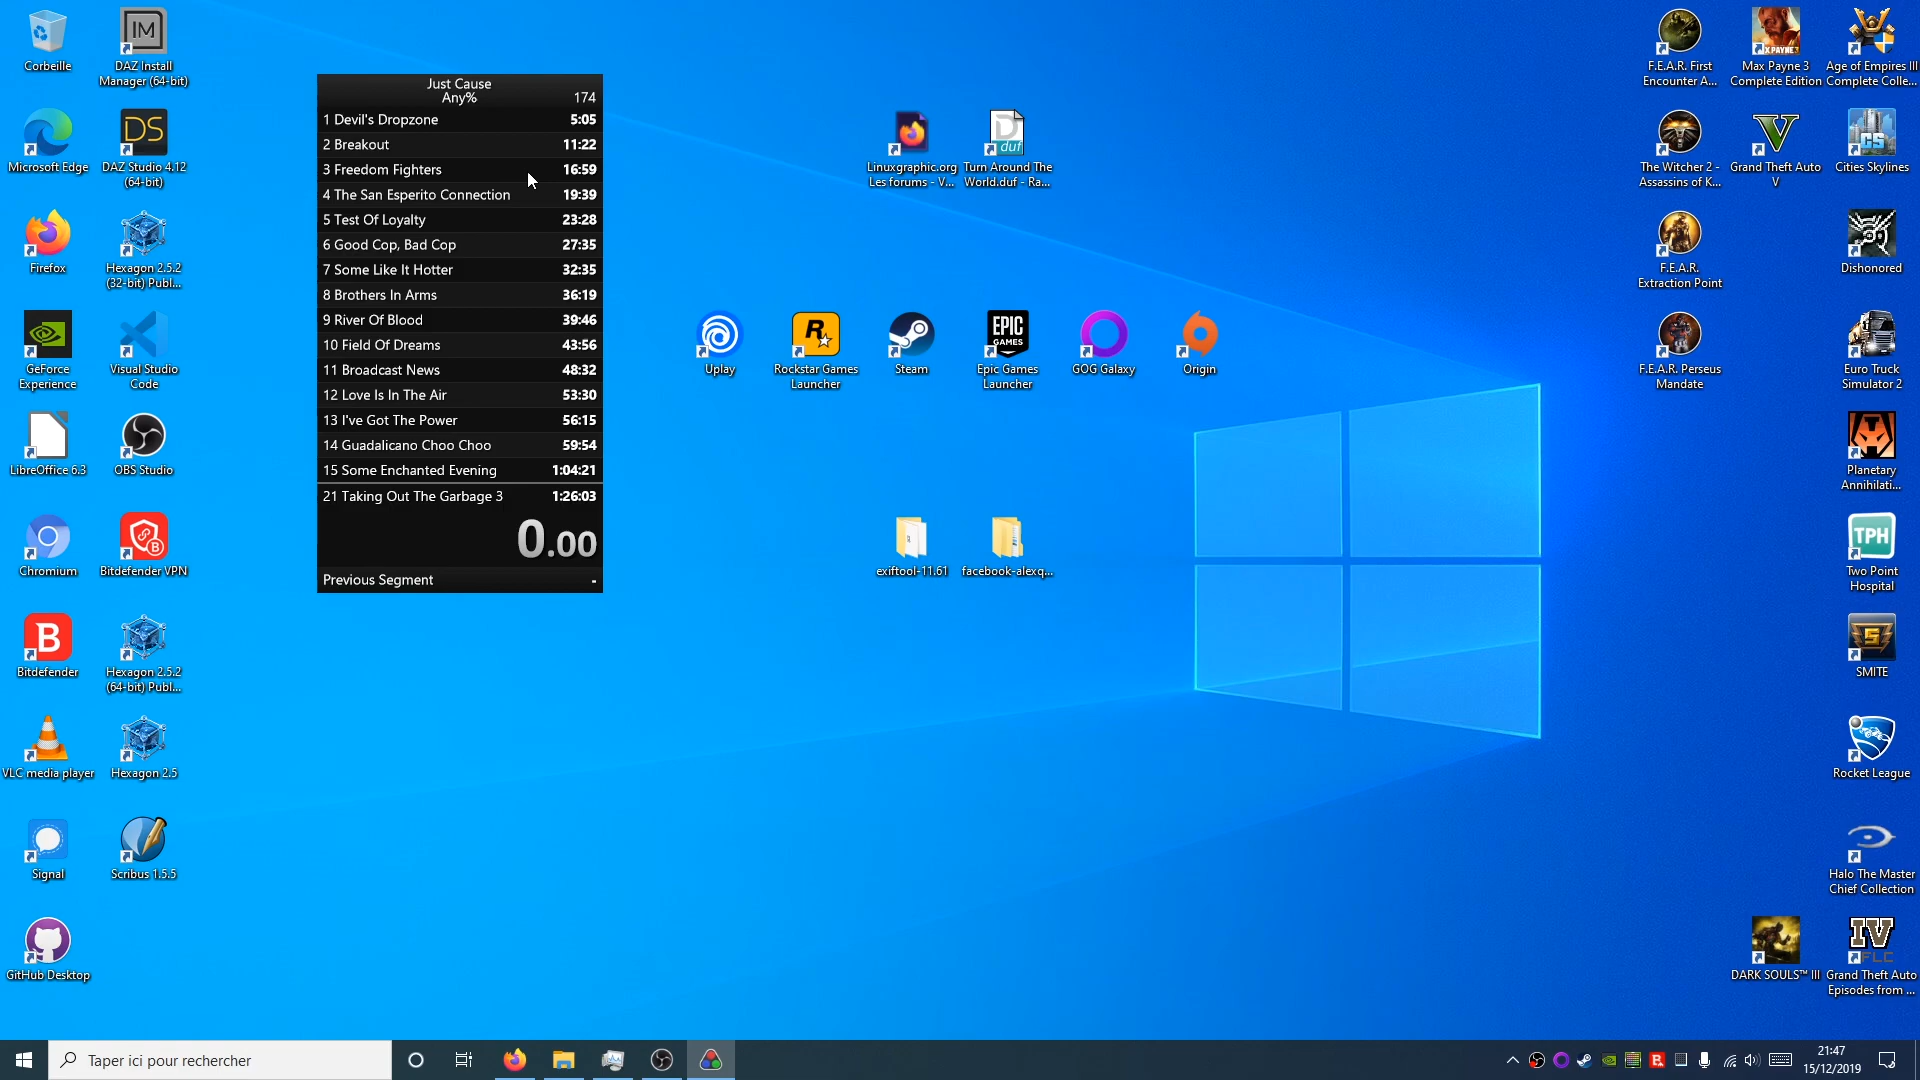 Corbeille
DAZ Install
Manager (64-bit)
Microsoft Edge
DAZ Studio 4.12
(64-bit)
Firefox
Hexagon 2.5.2
(32-bit) Publ...
GeForce
Experience
Visual Studio
Code
LibreOffice 6.3
OBS Studio
Chromium
Bitdefender VPN
Bitdefender
Hexagon 2.5.2
(64-bit) Publ...
VLC media player
Hexagon 2.5
Signal
Scribus 1.5.5
GitHub Desktop
IM
DS
B
Just Cause
Any% 174
1 Devil's Dropzone 5:05
2 Breakout 11:22
3 Freedom Fighters 16:59
4 The San Esperito Connection 19:39
5 Test Of Loyalty 23:28
6 Good Cop, Bad Cop 27:35
7 Some Like It Hotter 32:35
8 Brothers In Arms 36:19
9 River Of Blood 39:46
10 Field Of Dreams 43:56
11 Broadcast News 48:32
12 Love Is In The Air 53:30
13 I've Got The Power 56:15
14 Guadalicano Choo Choo 59:54
15 Some Enchanted Evening 1:04:21
21 Taking Out The Garbage 3 1:26:03
0.00
Previous Segment -
Linuxgraphic.org
Les forums - V...
D
duf
Turn Around The
World.duf - Ra...
Uplay
R
Rockstar Games
Launcher
Steam
EPIC
GAMES
Epic Games
Launcher
GOG Galaxy
Origin
exiftool-11.61
facebook-alexq...
F.E.A.R. First
Encounter A...
MAX PAYNE 3
Max Payne 3
Complete Edition
Age of Empires III
Complete Colle...
The Witcher 2 -
Assassins of K...
V
Grand Theft Auto
V
CS
Cities Skylines
F.E.A.R.
Extraction Point
Dishonored
F.E.A.R. Perseus
Mandate
Euro Truck
Simulator 2
Planetary
Annihilati...
TPH
Two Point
Hospital
S
SMITE
Rocket League
Halo The Master
Chief Collection
DARK SOULS™ III
IV
EFLC
Grand Theft Auto
Episodes from ...
Taper ici pour rechercher
21:47
15/12/2019